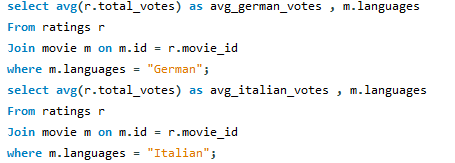 select avg(r.total_votes) as avg_german_votes , m.languages
From ratings r
Join movie m on m.id = r.movie_id
where m.languages = "German";
select avg(r.total_votes) as avg_italian_votes , m.languages
From ratings r
Join movie m on m.id = r.movie_id
where m.languages = "Italian";